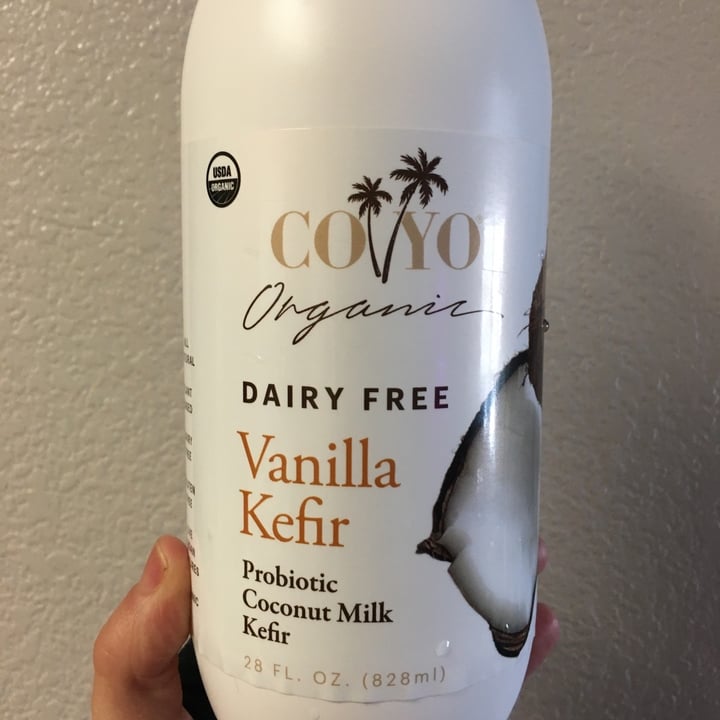 USDA
ORGANIC
COYO
Organic
DAIRY FREE
Vanilla
Kefir
Probiotic
Coconut Milk
Kefir
28 FL. OZ. (828ml)